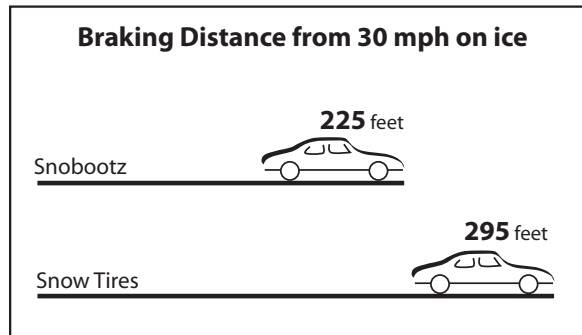 Braking Distance from 30 mph on ice
225 feet
Snobootz
295 feet
Snow Tires